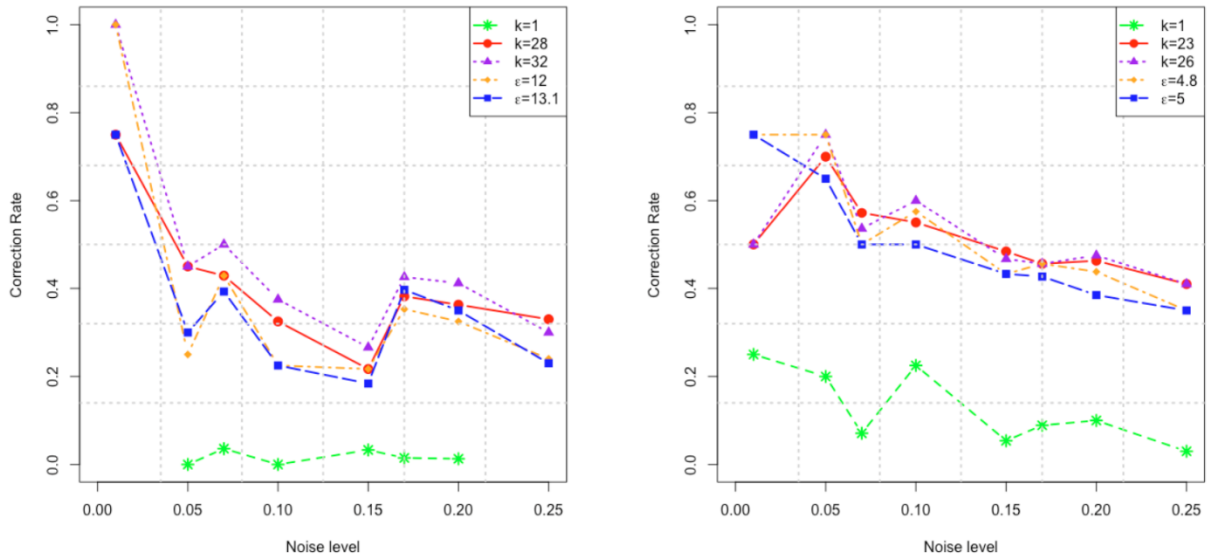 Correction Rate
1.0
0.8
0.6
0.4
0.2
0.0
0.00 0.05 0.10 0.15 0.20 0.25
Noise level
k=1
k=28
k=32
ε=12
ε=13.1
Correction Rate
1.0
0.8
0.6
0.4
0.2
0.0
0.00 0.05 0.10 0.15 0.20 0.25
Noise level
k=1
k=23
k=26
ε=4.8
ε=5